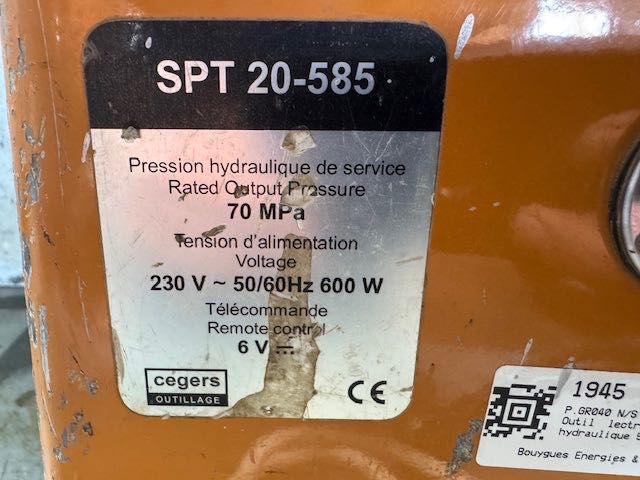 SPT 20-585
Pression hydraulique de service
Rated Output Pressure
70 MPa
Tension d'alimentation
Voltage
230 V ~ 50/60Hz 600 W
Télécommande
Remote control
6 V ⎓
cegers
OUTILLAGE
CE
1945
P.GR040 N/S
Outil lectr
hydraulique
Bouygues Energies &